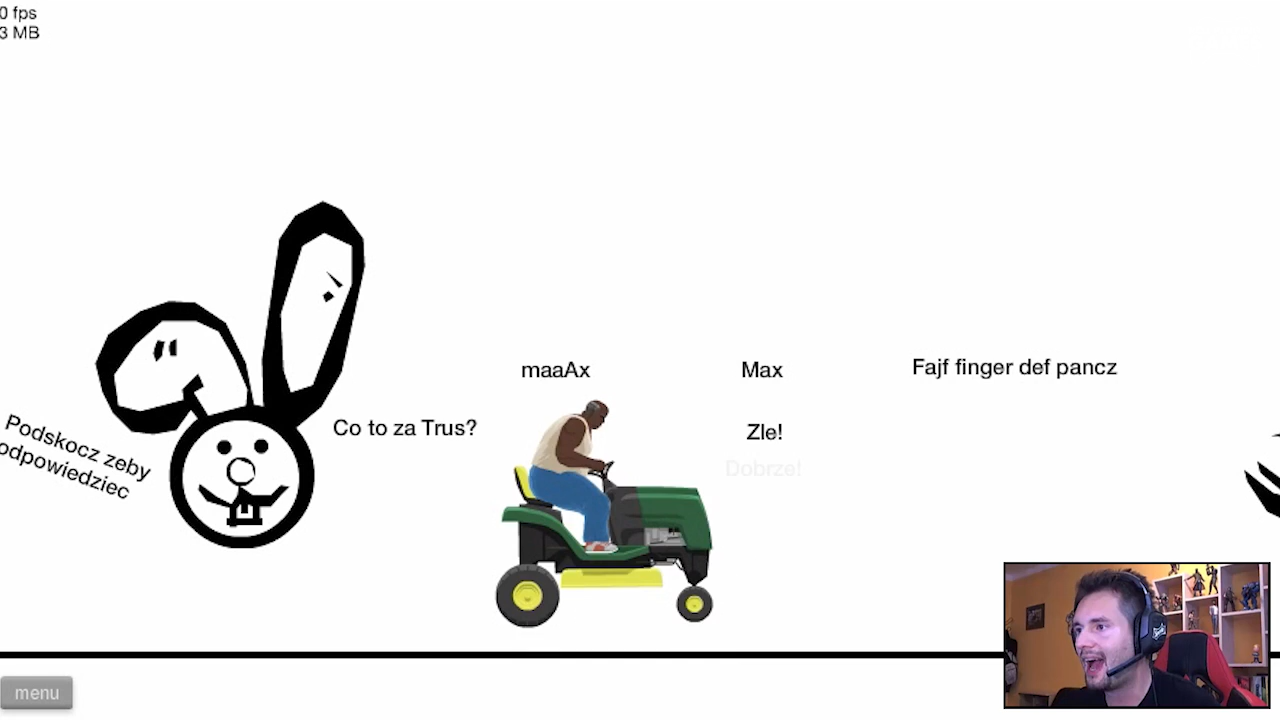 0 fps
3 MB
maaAx
Max
Fajf finger def pancz
Podskocz zeby
odpowiedziec
Co to za Trus?
Zle!
Dobrze!
menu